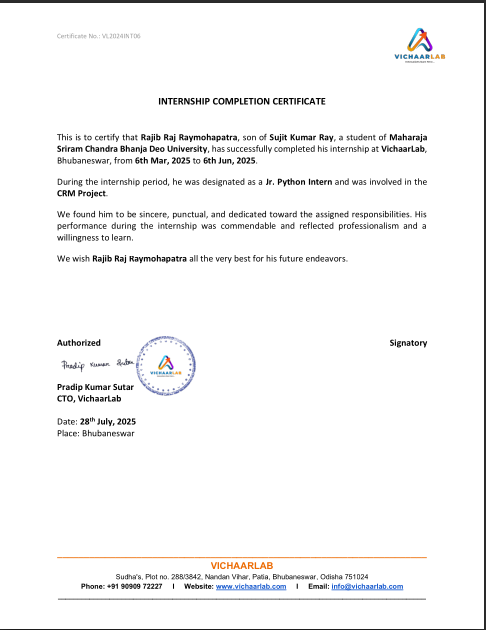 Certificate No.: VL2024INT06
VICHAARLAB
INTERNSHIP COMPLETION CERTIFICATE
This is to certify that Rajib Raj Raymohapatra, son of Sujit Kumar Ray, a student of Maharaja
Sriram Chandra Bhanja Deo University, has successfully completed his internship at VichaarLab,
Bhubaneswar, from 6th Mar, 2025 to 6th Jun, 2025.
During the internship period, he was designated as a Jr. Python Intern and was involved in the
CRM Project.
We found him to be sincere, punctual, and dedicated toward the assigned responsibilities. His
performance during the internship was commendable and reflected professionalism and a
willingness to learn.
We wish Rajib Raj Raymohapatra all the very best for his future endeavors.
Authorized
Signatory
Pradip Kumar Sutar
VICHAARLAB
Pradip Kumar Sutar
CTO, VichaarLab
Date: 28th July, 2025
Place: Bhubaneswar
VICHAARLAB
Sudha's, Plot no. 288/3842, Nandan Vihar, Patia, Bhubaneswar, Odisha 751024
Phone: +91 90909 72227 I Website: www.vichaarlab.com I Email: info@vichaarlab.com